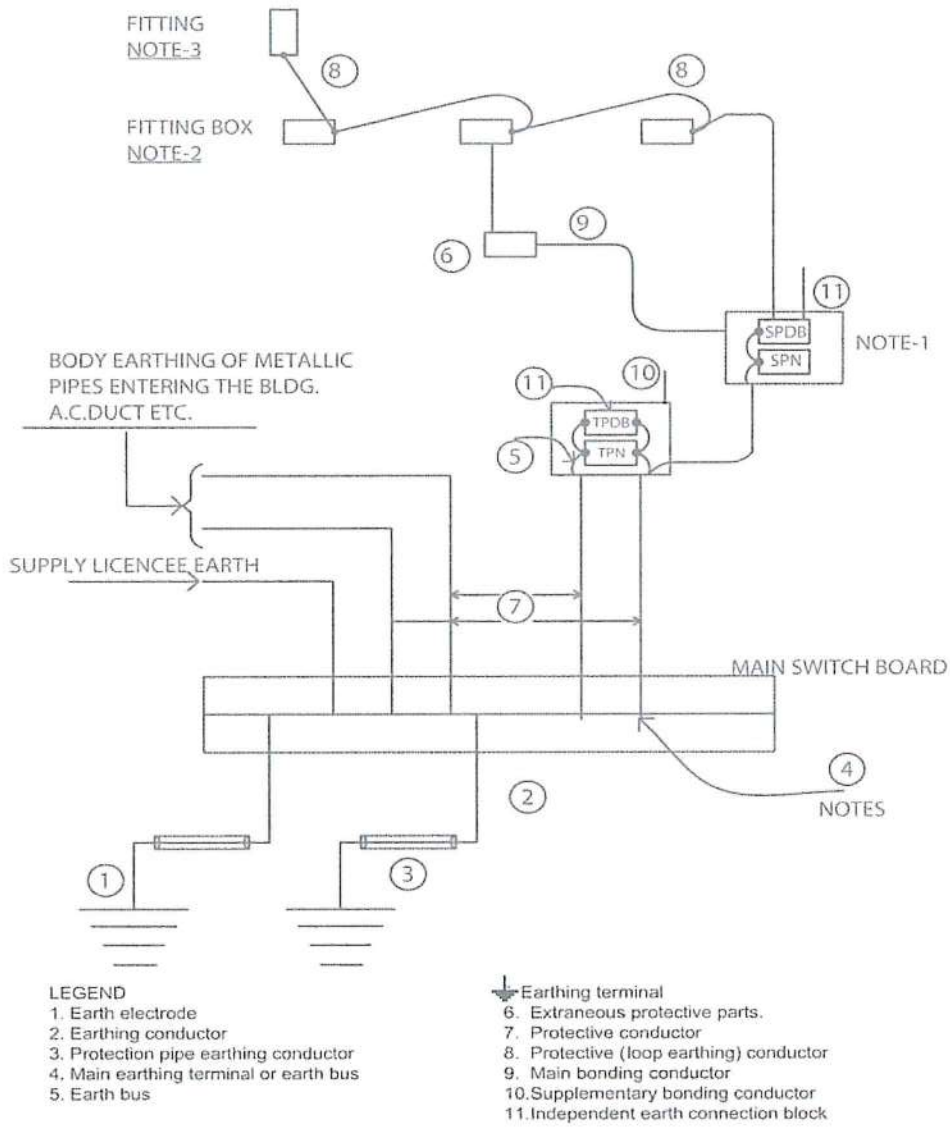 FITTING
NOTE-3
8
8
FITTING BOX
NOTE-2
9
6
11
SPDB
SPN
NOTE-1
BODY EARTHING OF METALLIC
PIPES ENTERING THE BLDG.
A.C.DUCT ETC.
10
11
TPDB
TPN
5
SUPPLY LICENCEE EARTH
7
MAIN SWITCH BOARD
4
NOTES
2
1
3
LEGEND
1. Earth electrode
2. Earthing conductor
3. Protection pipe earthing conductor
4. Main earthing terminal or earth bus
5. Earth bus
Earthing terminal
6. Extraneous protective parts.
7. Protective conductor
8. Protective (loop earthing) conductor
9. Main bonding conductor
10.Supplementary bonding conductor
11.Independent earth connection block